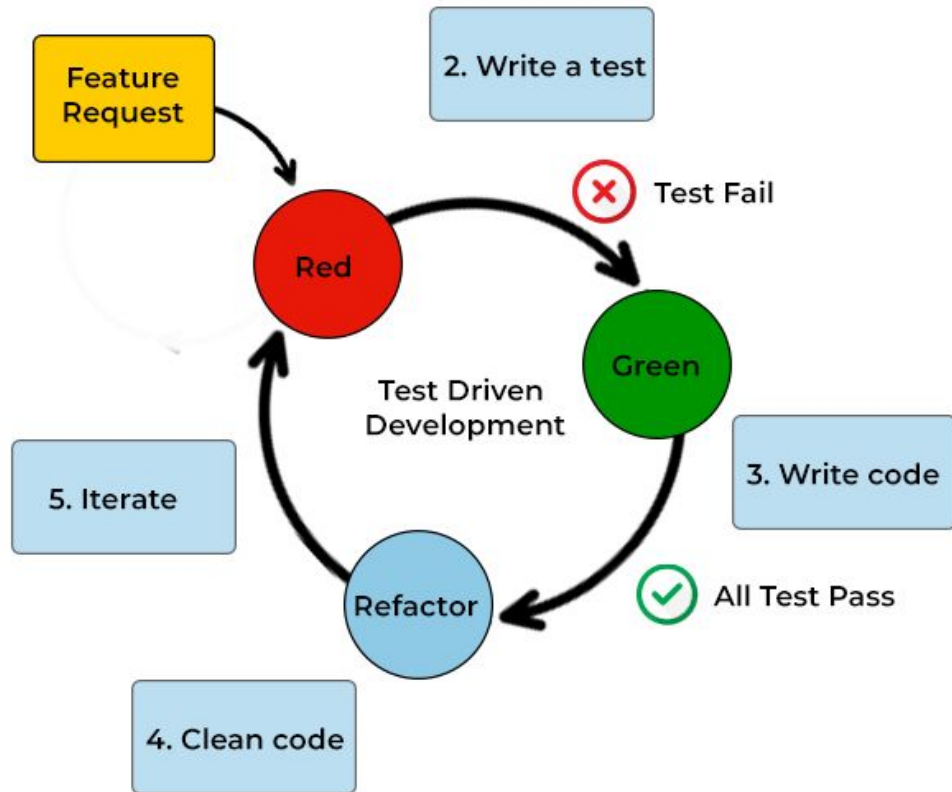 Feature
Request
2. Write a test
Test Fail
Red
Green
Test Driven
Development
3. Write code
5. Iterate
All Test Pass
Refactor
4. Clean code